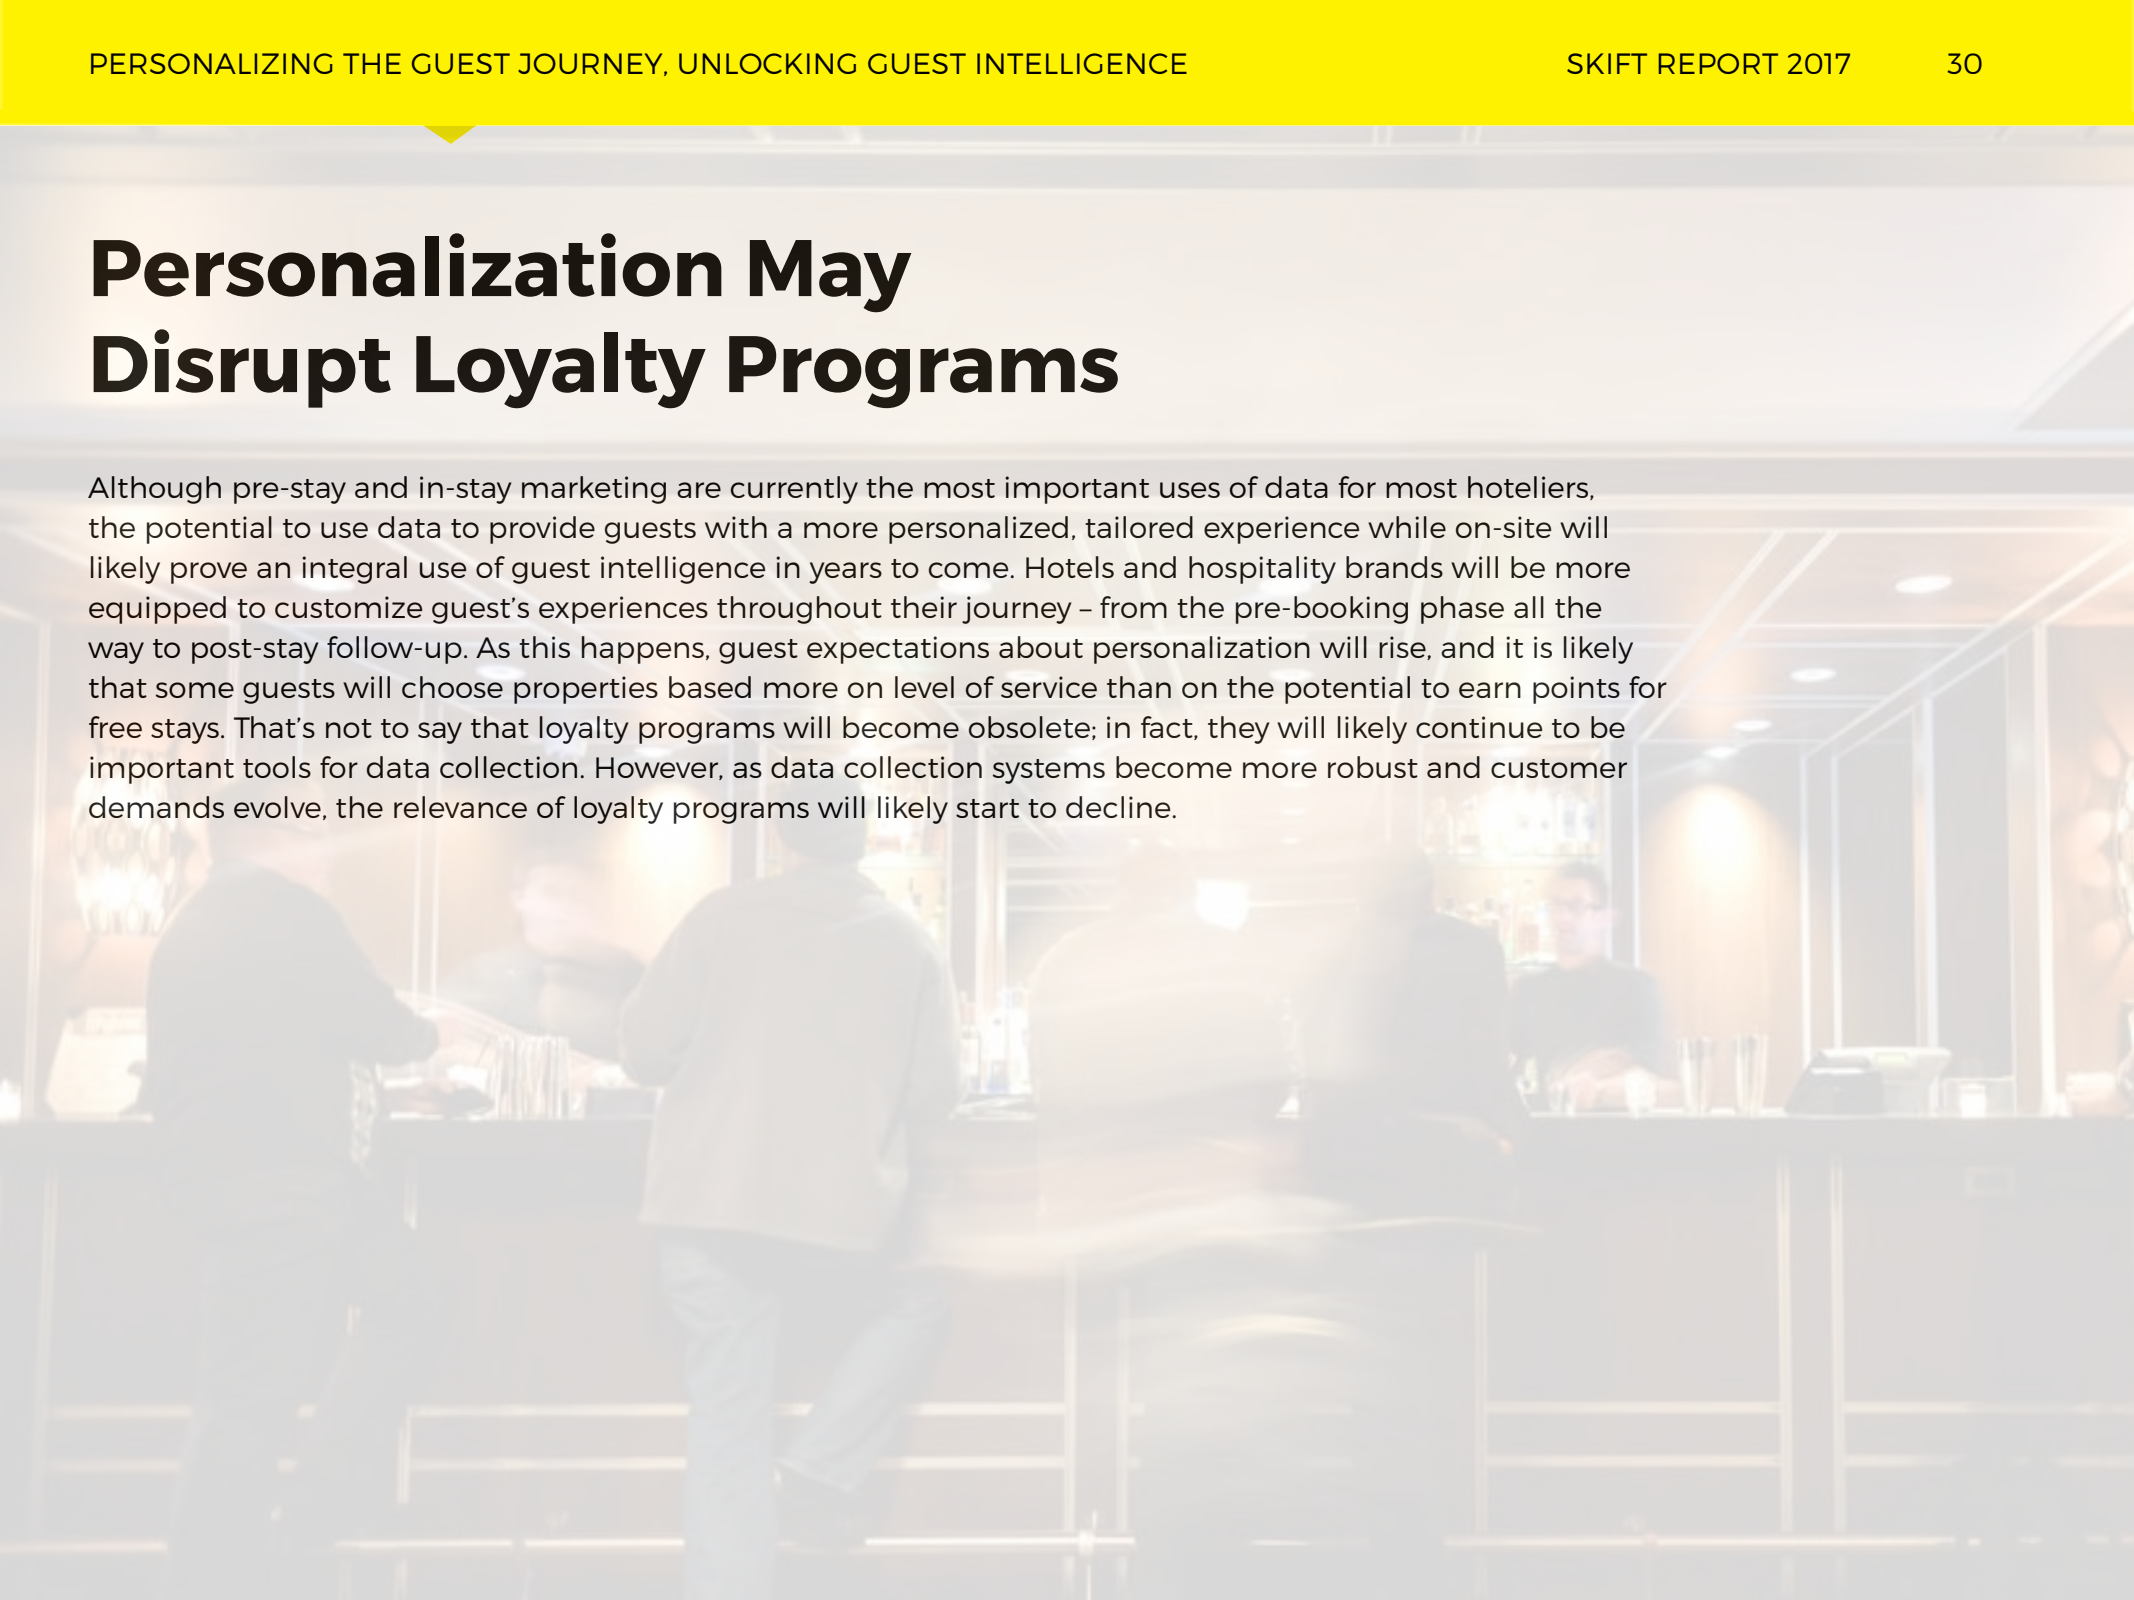 PERSONALIZING THE GUEST JOURNEY, UNLOCKING GUEST INTELLIGENCE SKIFT REPORT 2017 30
Personalization May
Disrupt Loyalty Programs
Although pre-stay and in-stay marketing are currently the most important uses of data for most hoteliers,
the potential to use data to provide guests with a more personalized, tailored experience while on-site will
likely prove an integral use of guest intelligence in years to come. Hotels and hospitality brands will be more
equipped to customize guest’s experiences throughout their journey – from the pre-booking phase all the
way to post-stay follow-up. As this happens, guest expectations about personalization will rise, and it is likely
that some guests will choose properties based more on level of service than on the potential to earn points for
free stays. That’s not to say that loyalty programs will become obsolete; in fact, they will likely continue to be
important tools for data collection. However, as data collection systems become more robust and customer
demands evolve, the relevance of loyalty programs will likely start to decline.